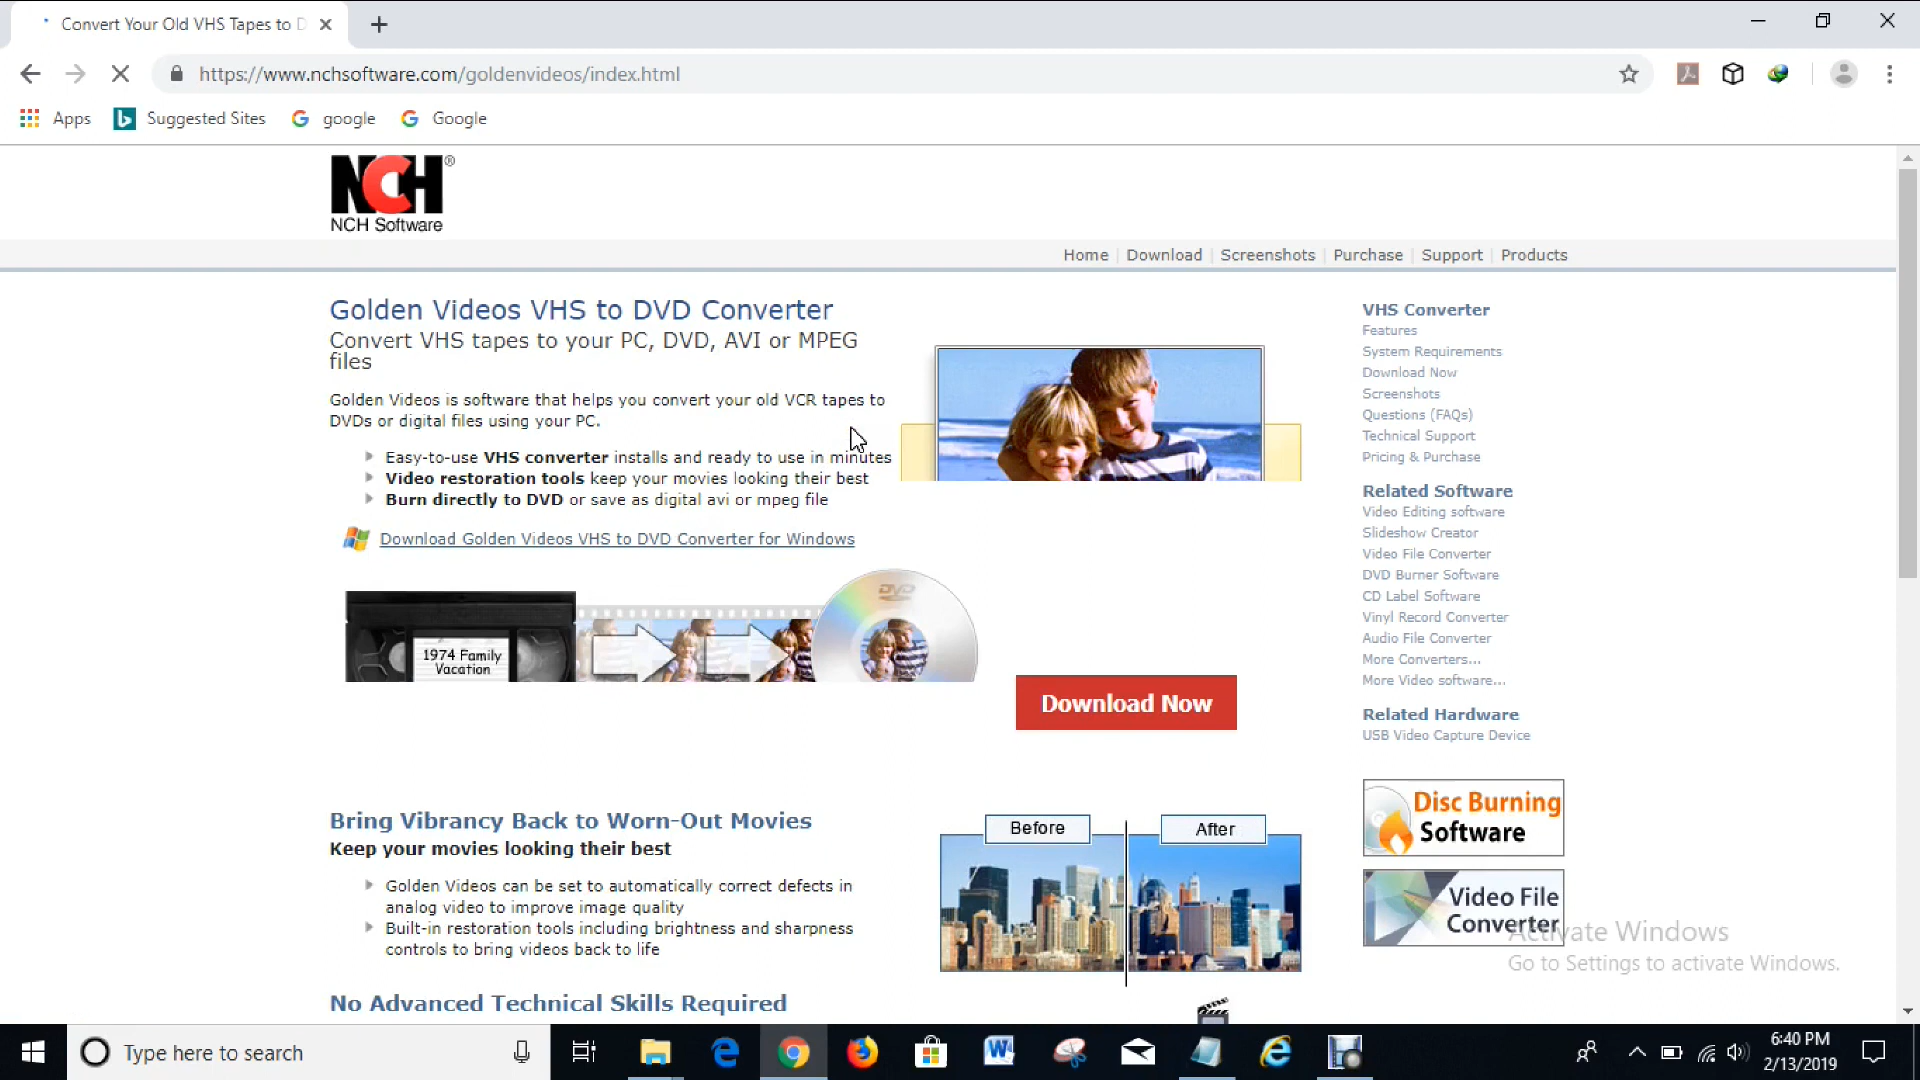 Convert Your Old VHS Tapes to D
https://www.nchsoftware.com/goldenvideos/index.html
Apps
Suggested Sites
google
Google
NCH®
NCH Software
Home | Download | Screenshots | Purchase | Support | Products
Golden Videos VHS to DVD Converter
Convert VHS tapes to your PC, DVD, AVI or MPEG
files
Golden Videos is software that helps you convert your old VCR tapes to
DVDs or digital files using your PC.
Easy-to-use VHS converter installs and ready to use in minutes
Video restoration tools keep your movies looking their best
Burn directly to DVD or save as digital avi or mpeg file
Download Golden Videos VHS to DVD Converter for Windows
1974 Family
Vacation
DVD
Download Now
Bring Vibrancy Back to Worn-Out Movies
Keep your movies looking their best
Golden Videos can be set to automatically correct defects in
analog video to improve image quality
Built-in restoration tools including brightness and sharpness
controls to bring videos back to life
Before
After
No Advanced Technical Skills Required
VHS Converter
Features
System Requirements
Download Now
Screenshots
Questions (FAQs)
Technical Support
Pricing & Purchase
Related Software
Video Editing software
Slideshow Creator
Video File Converter
DVD Burner Software
CD Label Software
Vinyl Record Converter
Audio File Converter
More Converters...
More Video software...
Related Hardware
USB Video Capture Device
Disc Burning
Software
Video File
Converter
Activate Windows
Go to Settings to activate Windows.
Type here to search
6:40 PM
2/13/2019